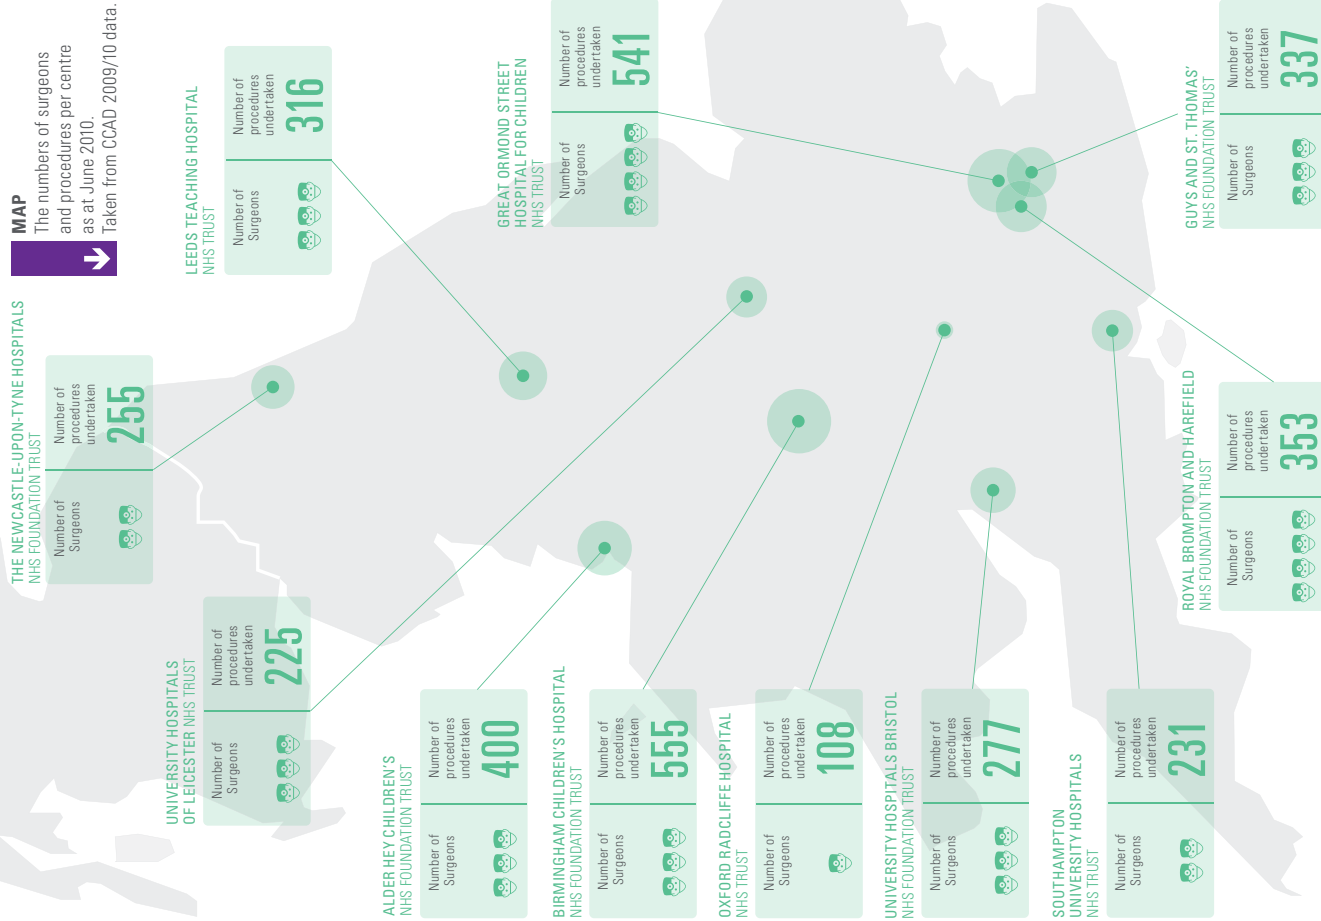 MAP
The numbers of surgeons
and procedures per centre
as at June 2010.
Taken from CCAD 2009/10 data.
THE NEWCASTLE-UPON-TYNE HOSPITALS
NHS FOUNDATION TRUST
Number of
Surgeons
Number of
procedures
undertaken
255
UNIVERSITY HOSPITALS
OF LEICESTER NHS TRUST
Number of
Surgeons
Number of
procedures
undertaken
225
LEEDS TEACHING HOSPITAL
NHS TRUST
Number of
Surgeons
Number of
procedures
undertaken
316
ALDER HEY CHILDREN'S
NHS FOUNDATION TRUST
Number of
Surgeons
Number of
procedures
undertaken
400
GREAT ORMOND STREET
HOSPITAL FOR CHILDREN
NHS TRUST
Number of
Surgeons
Number of
procedures
undertaken
541
BIRMINGHAM CHILDREN'S HOSPITAL
NHS FOUNDATION TRUST
Number of
Surgeons
Number of
procedures
undertaken
555
OXFORD RADCLIFFE HOSPITAL
NHS TRUST
Number of
Surgeons
Number of
procedures
undertaken
108
UNIVERSITY HOSPITALS BRISTOL
NHS FOUNDATION TRUST
Number of
Surgeons
Number of
procedures
undertaken
277
SOUTHAMPTON
UNIVERSITY HOSPITALS
NHS TRUST
Number of
Surgeons
Number of
procedures
undertaken
231
ROYAL BROMPTON AND HAREFIELD
NHS FOUNDATION TRUST
Number of
Surgeons
Number of
procedures
undertaken
353
GUYS AND ST. THOMAS'
NHS FOUNDATION TRUST
Number of
Surgeons
Number of
procedures
undertaken
337